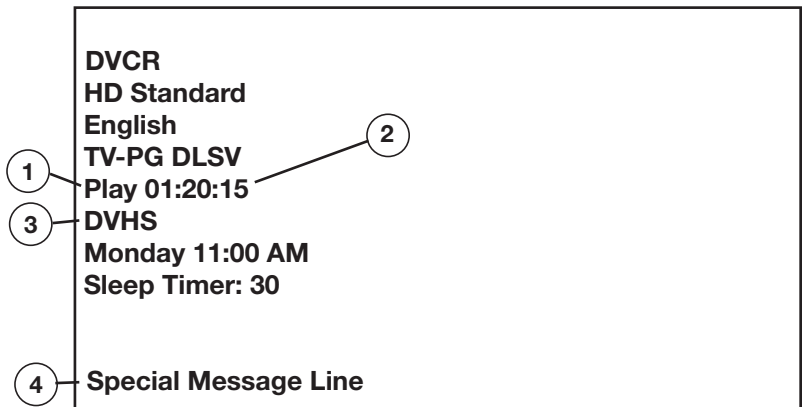 DVCR
HD Standard
English
TV-PG DLSV
Play 01:20:15
DVHS
Monday 11:00 AM
Sleep Timer: 30
Special Message Line
1
2
3
4